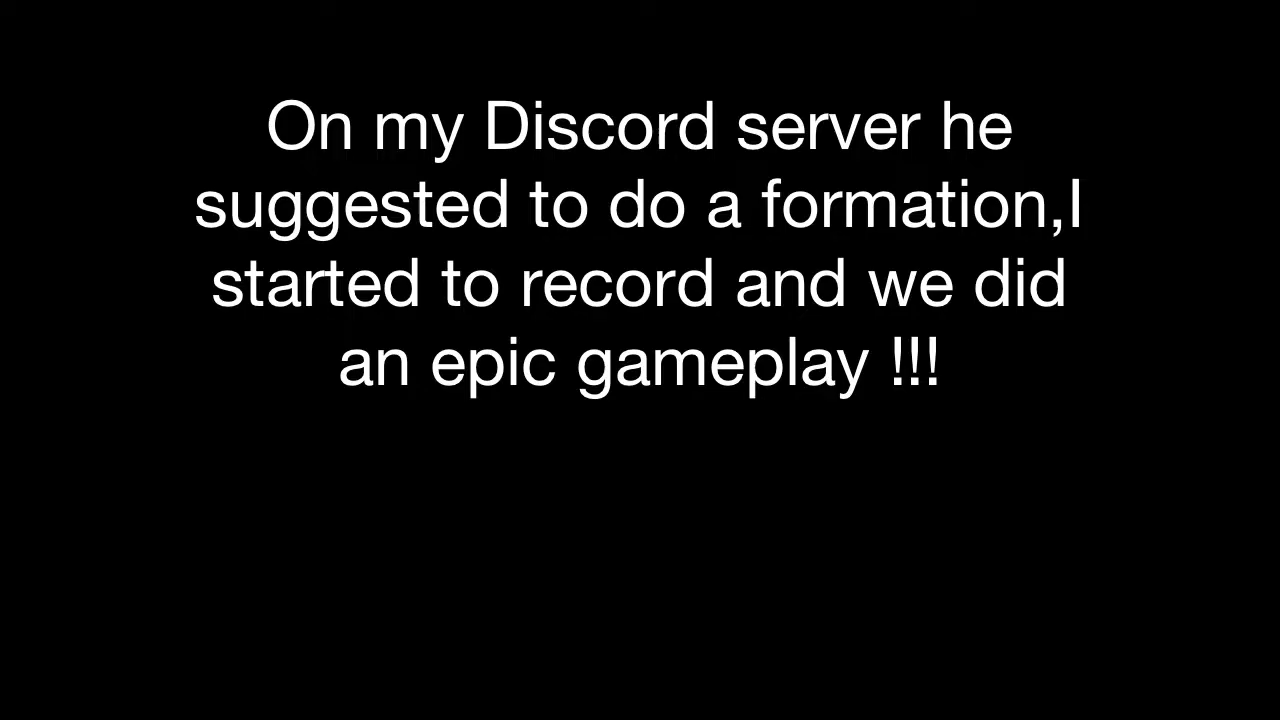 On my Discord server he
suggested to do a formation,I
started to record and we did
an epic gameplay !!!